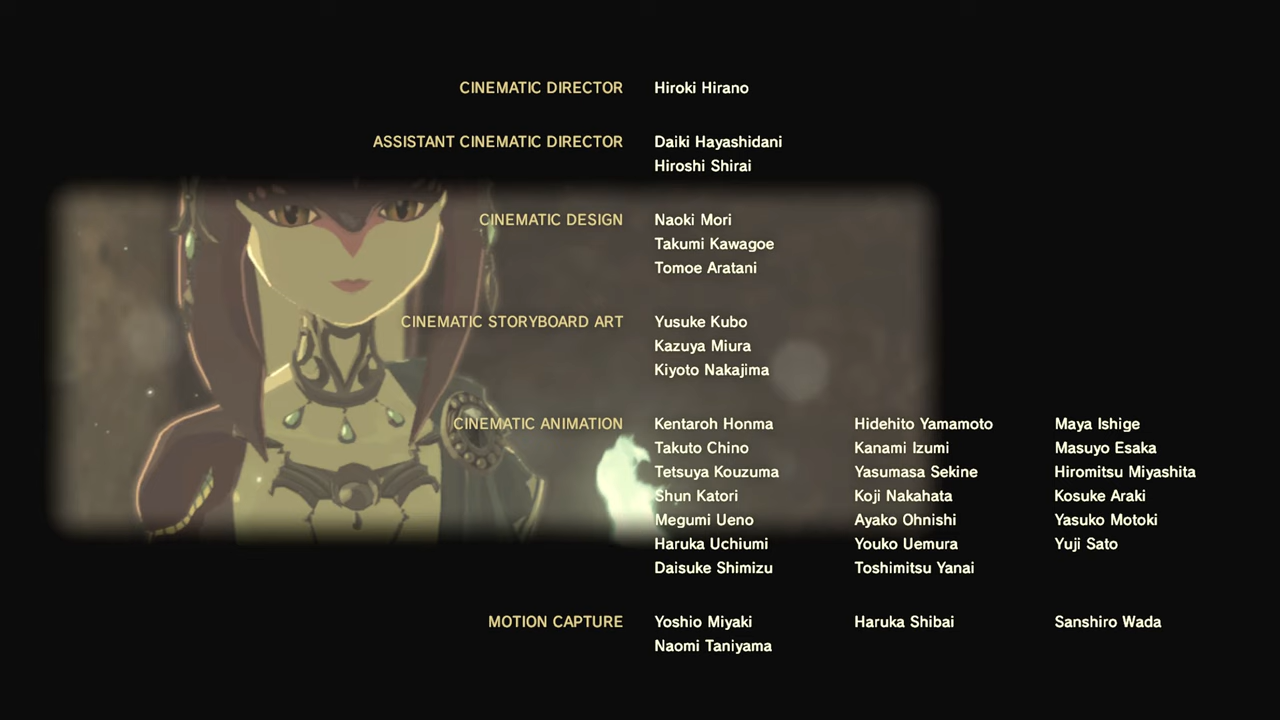 CINEMATIC DIRECTOR Hiroki Hirano
ASSISTANT CINEMATIC DIRECTOR Daiki Hayashidani
Hiroshi Shirai
CINEMATIC DESIGN Naoki Mori
Takumi Kawagoe
Tomoe Aratani
CINEMATIC STORYBOARD ART Yusuke Kubo
Kazuya Miura
Kiyoto Nakajima
CINEMATIC ANIMATION Kentaroh Honma Hidehito Yamamoto Maya Ishige
Takuto Chino Kanami Izumi Masuyo Esaka
Tetsuya Kouzuma Yasumasa Sekine Hiromitsu Miyashita
Shun Katori Koji Nakahata Kosuke Araki
Megumi Ueno Ayako Ohnishi Yasuko Motoki
Haruka Uchiumi Youko Uemura Yuji Sato
Daisuke Shimizu Toshimitsu Yanai
MOTION CAPTURE Yoshio Miyaki Haruka Shibai Sanshiro Wada
Naomi Taniyama